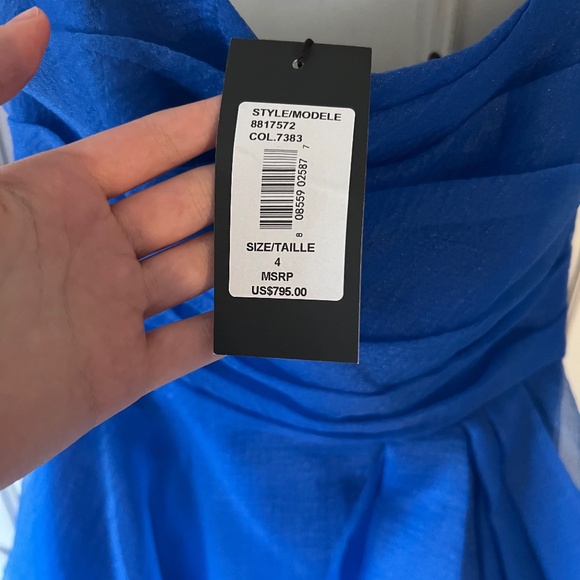 STYLE/MODELE
8817572
COL.7383
8 08559 02587 7
SIZE/TAILLE
4
MSRP
US$795.00